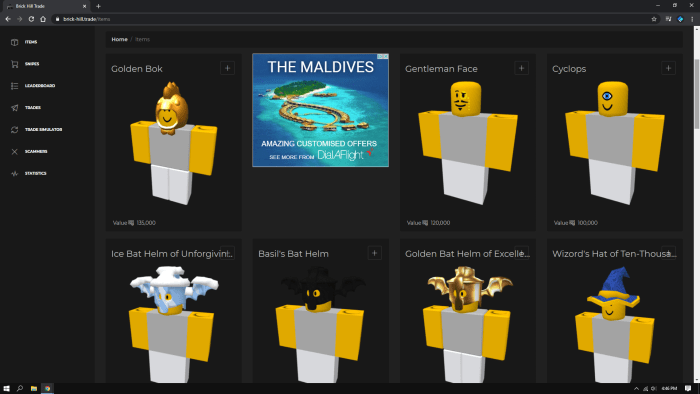 Brick Hill Trade
brick-hill.trade/items
ITEMS
SNIPES
LEADERBOARD
TRADES
TRADE SIMULATOR
SCAMMERS
STATISTICS
Home / Items
Golden Bok
Value 135,000
THE MALDIVES
AMAZING CUSTOMISED OFFERS
SEE MORE FROM DialAFlight
Gentleman Face
Value 120,000
Cyclops
Value 100,000
Ice Bat Helm of Unforgivin...
Basil's Bat Helm
Golden Bat Helm of Excelle...
Wizord's Hat of Ten-Thousa...
4:46 PM